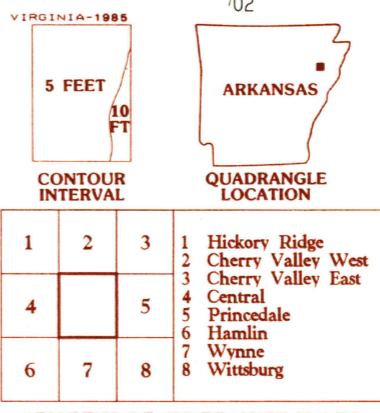 '02
VIRGINIA-1985
5 FEET
10
FT
ARKANSAS
CONTOUR
INTERVAL
QUADRANGLE
LOCATION
1 2 3
4 5
6 7 8
1 Hickory Ridge
2 Cherry Valley West
3 Cherry Valley East
4 Central
5 Princedale
6 Hamlin
7 Wynne
8 Wittsburg